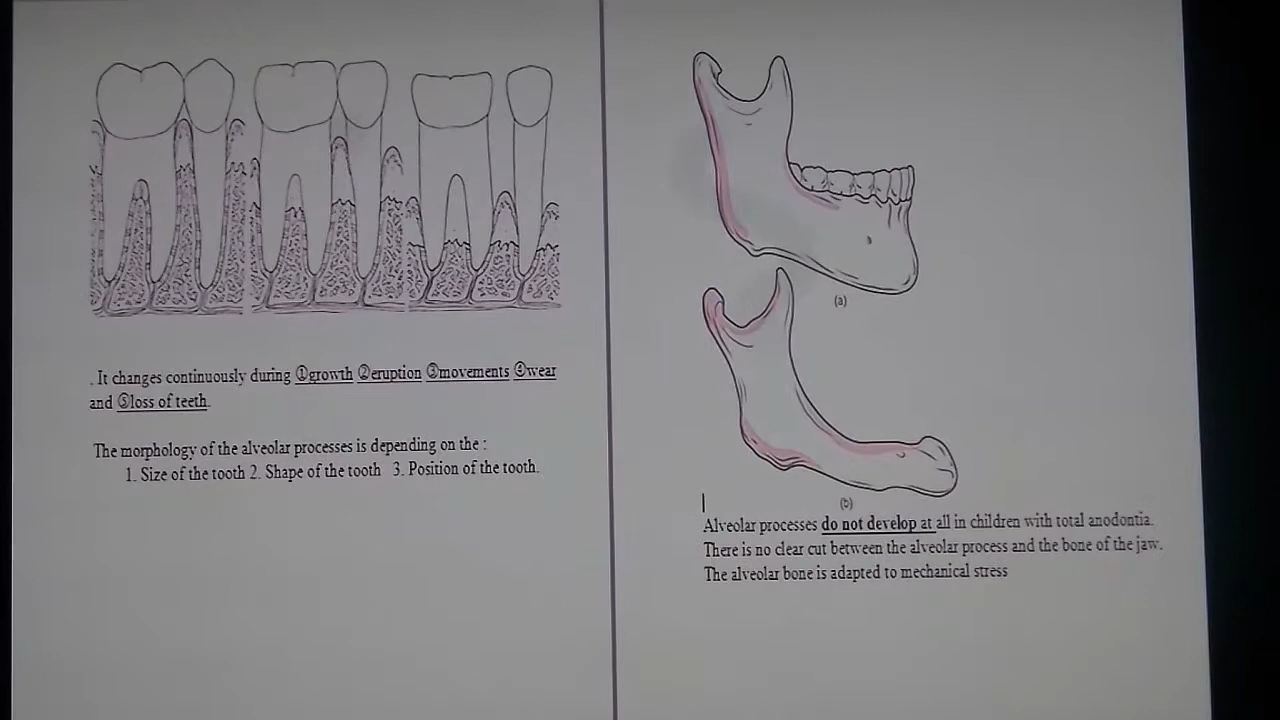 . It changes continuously during ①growth ②eruption ③movements ④wear
and ⑤loss of teeth.
The morphology of the alveolar processes is depending on the :
1. Size of the tooth 2. Shape of the tooth 3. Position of the tooth.
(a)
(b)
Alveolar processes do not develop at all in children with total anodontia.
There is no clear cut between the alveolar process and the bone of the jaw.
The alveolar bone is adapted to mechanical stress